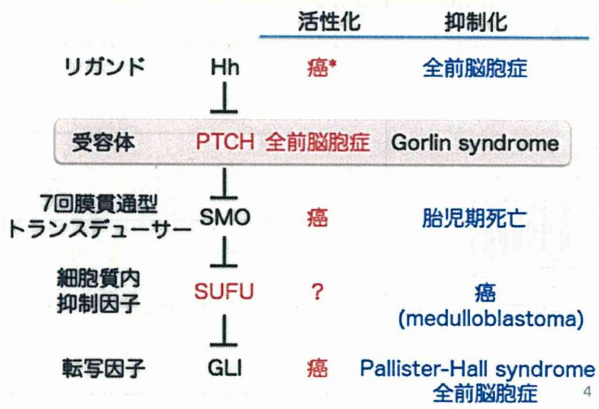 活性化 抑制化
リガンド Hh 癌* 全前脳胞症
受容体 PTCH 全前脳胞症 Gorlin syndrome
7回膜貫通型
トランスデューサー SMO 癌 胎児期死亡
細胞質内
抑制因子 SUFU ? 癌
(medulloblastoma)
転写因子 GLI 癌 Pallister-Hall syndrome
全前脳胞症 4